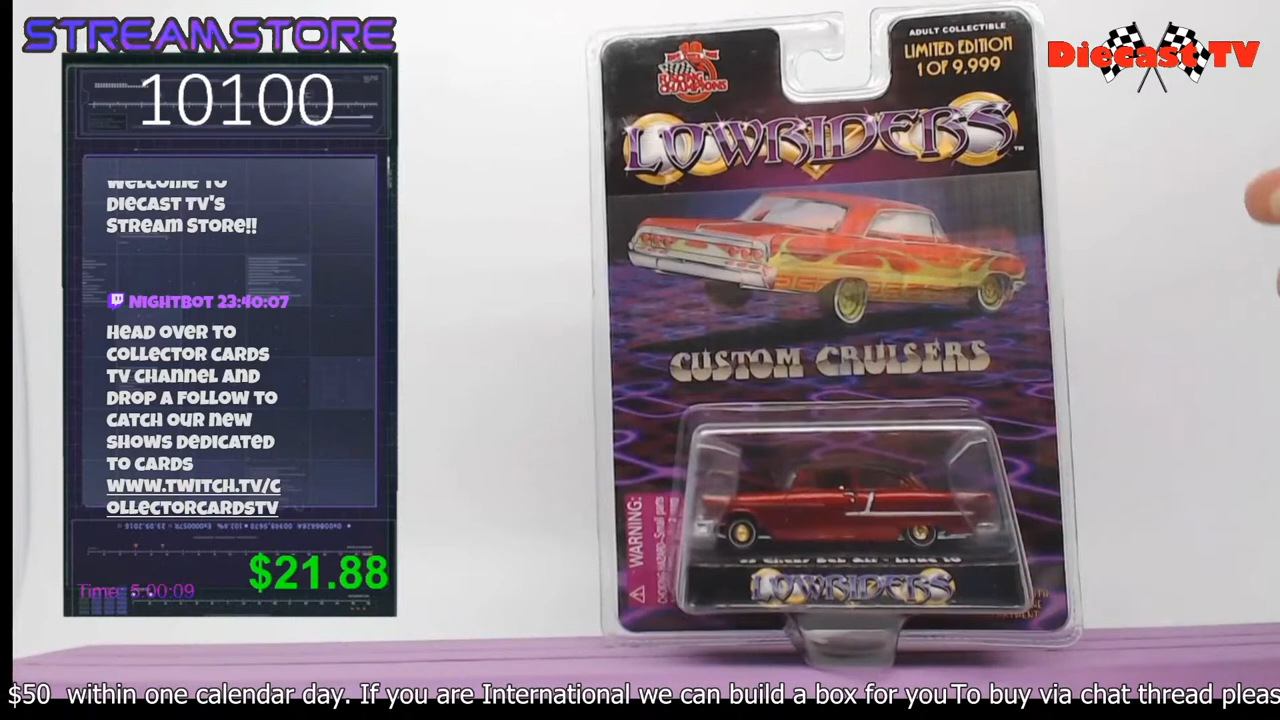 STREAMSTORE
10100
WELCOME TO
DIECAST TV'S
STREAM STORE!!
NIGHTBOT 23:40:07
HEAD OVER TO
COLLECTOR CARDS
TV CHANNEL AND
DROP A FOLLOW TO
CATCH OUR NEW
SHOWS DEDICATED
TO CARDS
WWW.TWITCH.TV/C
OLLECTORCARDSTV
$21.88
Time: 5:00:09
RACING
CHAMPIONS
ADULT COLLECTIBLE
LIMITED EDITION
1 OF 9,999
Diecast TV
LOWRIDERS™
CUSTOM CRUISERS
WARNING:
LOWRIDERS
$50 within one calendar day. If you are International we can build a box for youTo buy via chat thread pleas